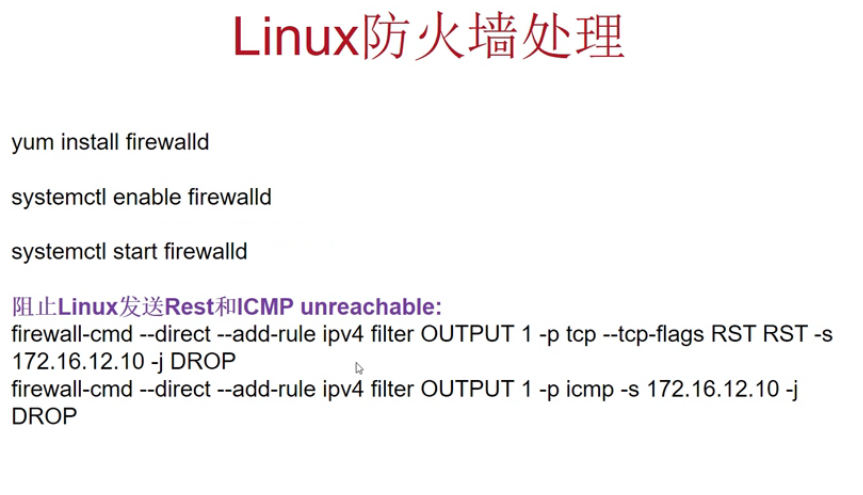 Linux防火墙处理
yum install firewalld
systemctl enable firewalld
systemctl start firewalld
阻止Linux发送Rest和ICMP unreachable:
firewall-cmd --direct --add-rule ipv4 filter OUTPUT 1 -p tcp --tcp-flags RST RST -s
172.16.12.10 -j DROP
firewall-cmd --direct --add-rule ipv4 filter OUTPUT 1 -p icmp -s 172.16.12.10 -j
DROP